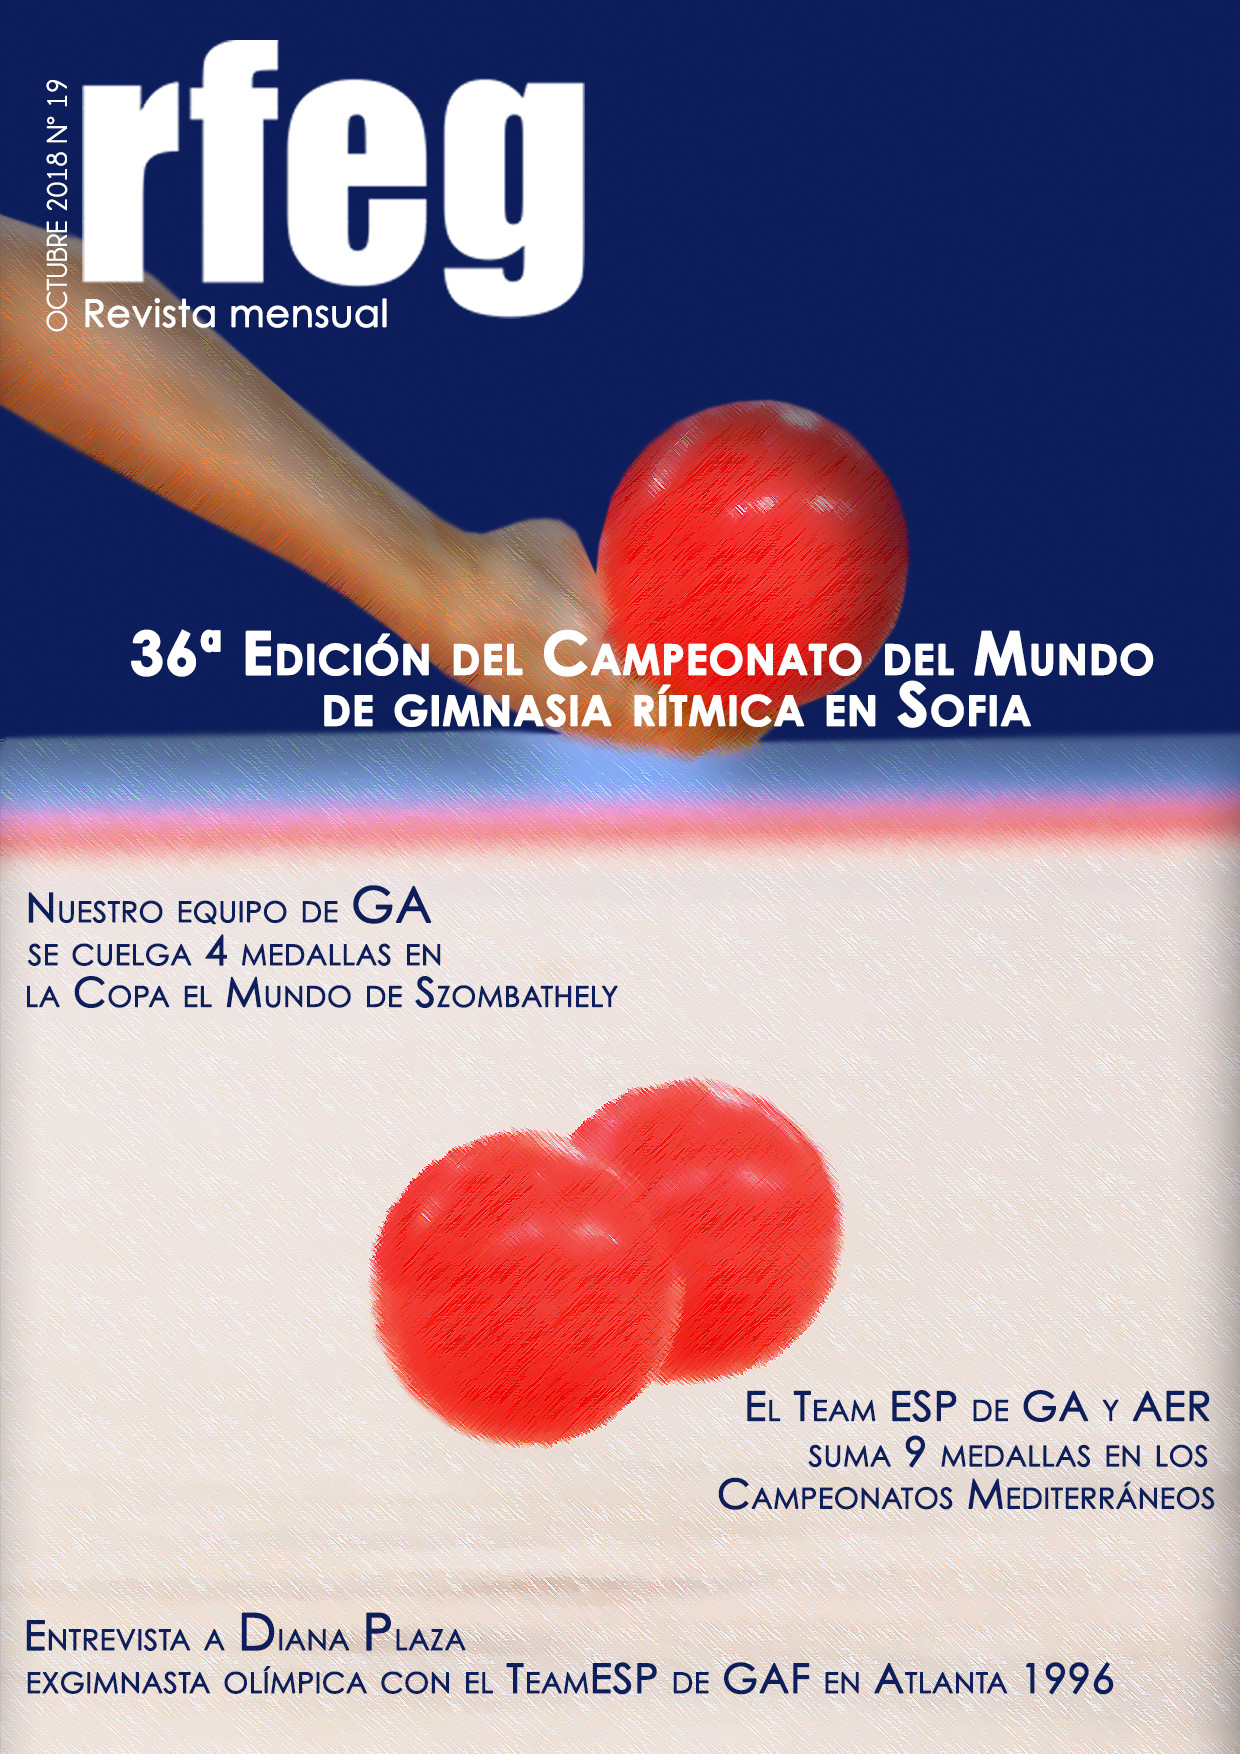 OCTUBRE 2018 Nº 19
rfeg
Revista mensual
36ª Edición del Campeonato del Mundo
de gimnasia rítmica en Sofia
Nuestro equipo de GA
se cuelga 4 medallas en
la Copa el Mundo de Szombathely
El Team ESP de GA y AER
suma 9 medallas en los
Campeonatos Mediterráneos
Entrevista a Diana Plaza
exgimnasta olímpica con el TeamESP de GAF en Atlanta 1996